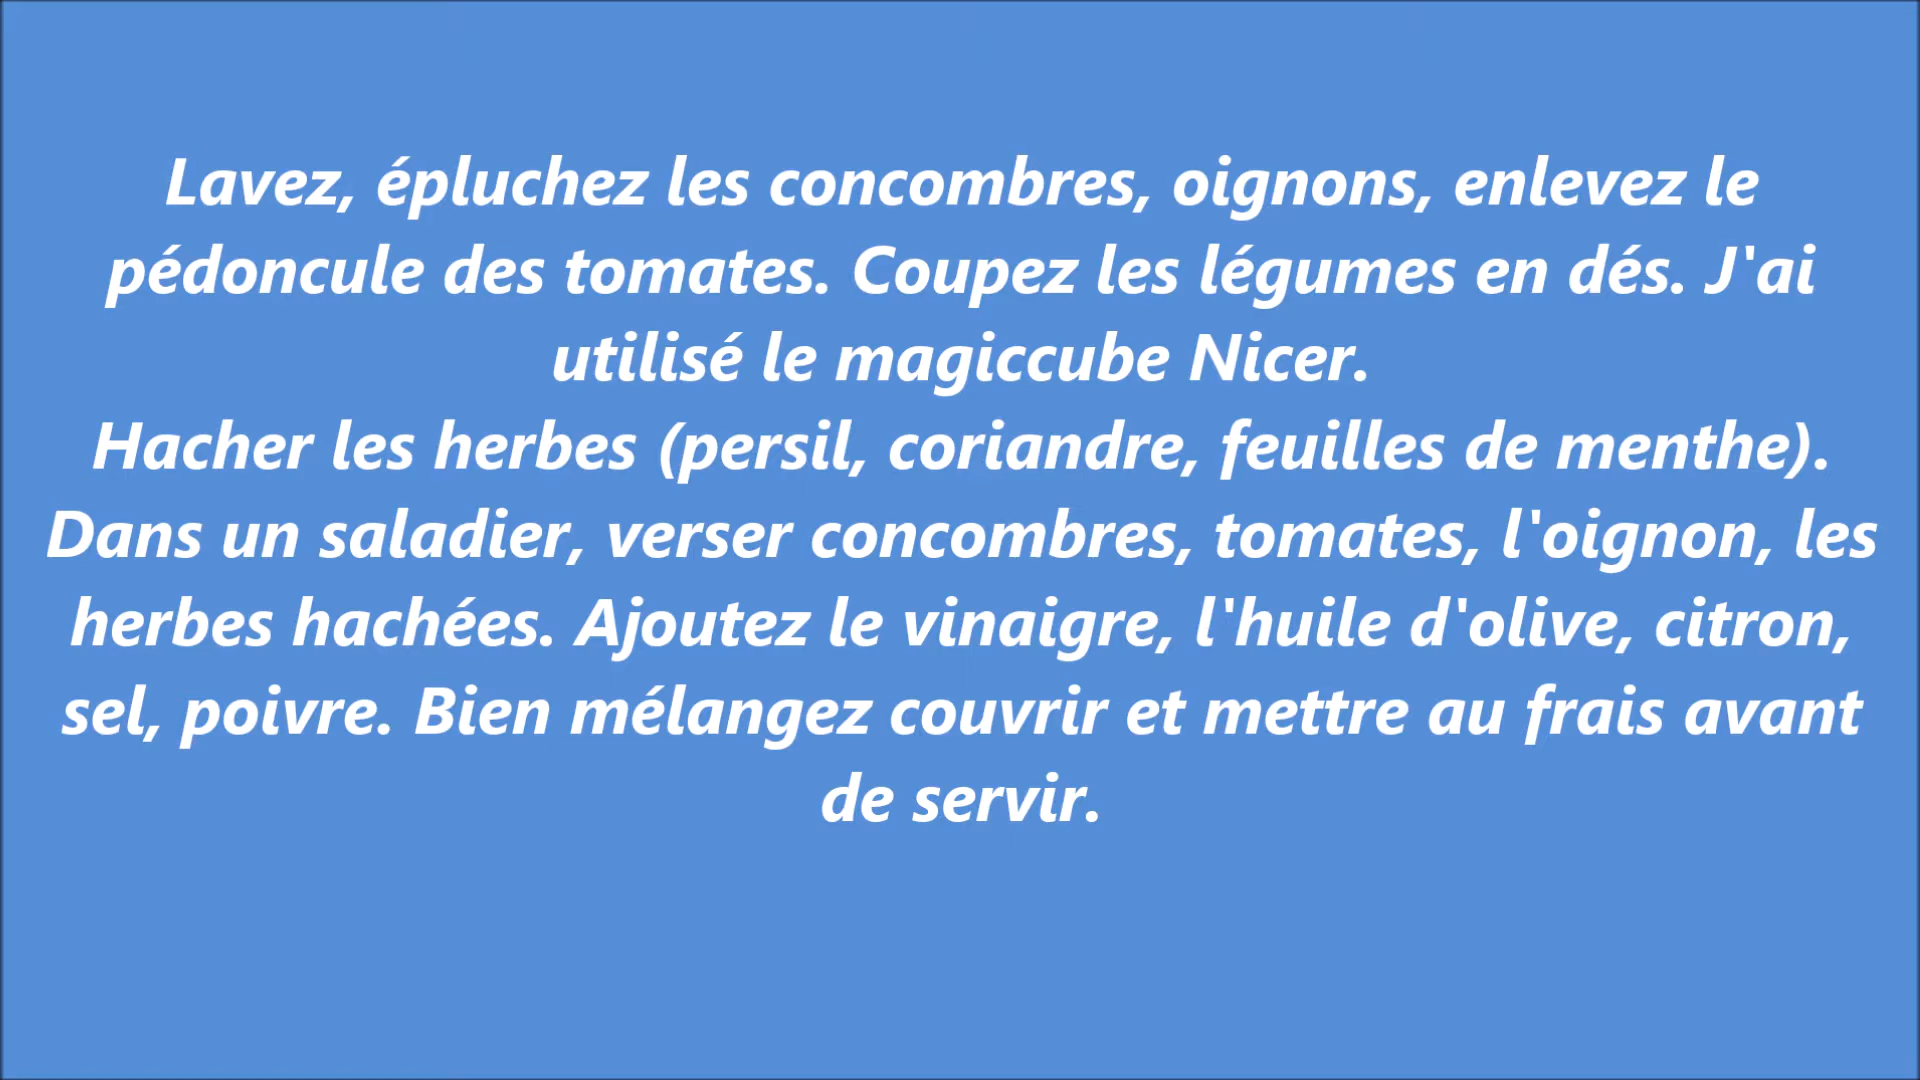 Lavez, épluchez les concombres, oignons, enlevez le
pédoncule des tomates. Coupez les légumes en dés. J'ai
utilisé le magiccube Nicer.
Hacher les herbes (persil, coriandre, feuilles de menthe).
Dans un saladier, verser concombres, tomates, l'oignon, les
herbes hachées. Ajoutez le vinaigre, l'huile d'olive, citron,
sel, poivre. Bien mélangez couvrir et mettre au frais avant
de servir.